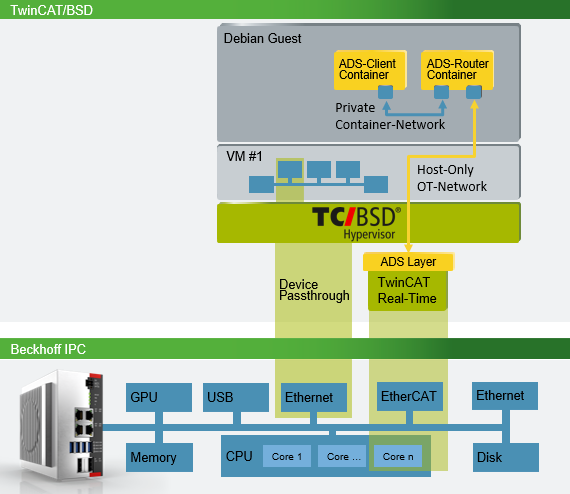 TwinCAT/BSD
Debian Guest
ADS-Client
Container
ADS-Router
Container
Private
Container-Network
VM #1
Host-Only
OT-Network
TC/BSD®
Hypervisor
ADS Layer
Device
Passthrough
TwinCAT
Real-Time
Beckhoff IPC
GPU
USB
Ethernet
EtherCAT
Ethernet
Memory
CPU
Core 1
Core ...
Core n
Disk